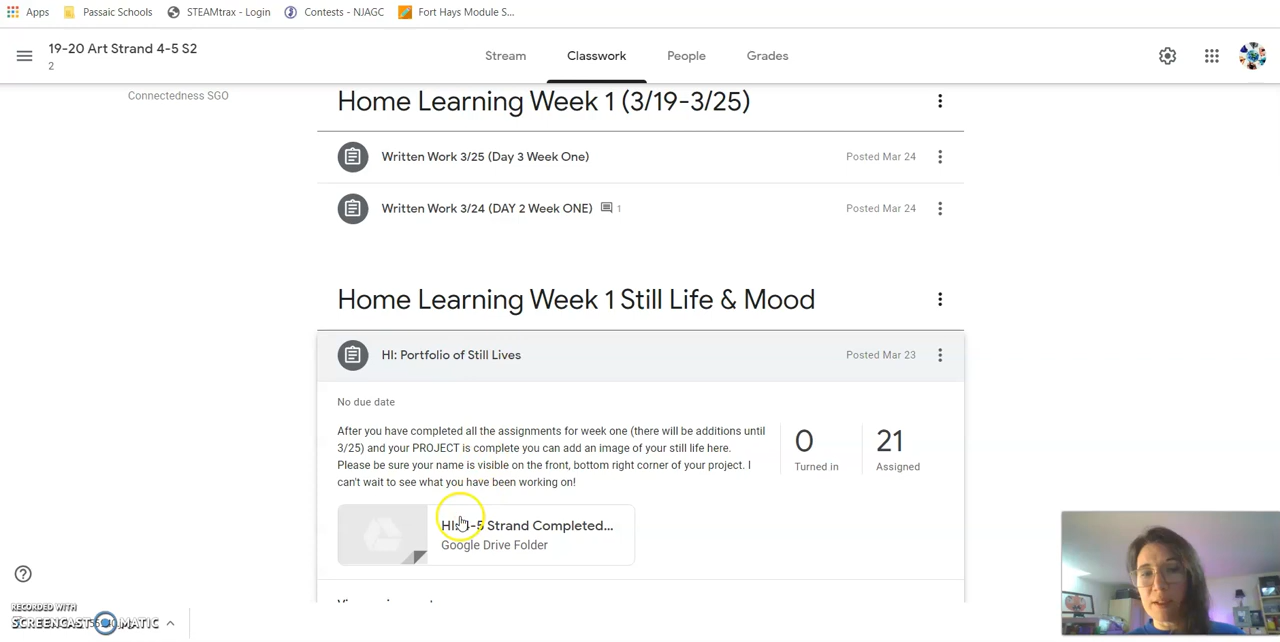 Apps
Passaic Schools
STEAMtrax - Login
Contests - NJAGC
Fort Hays Module S...
19-20 Art Strand 4-5 S2
2
Stream
Classwork
People
Grades
Connectedness SGO
Home Learning Week 1 (3/19-3/25)
Written Work 3/25 (Day 3 Week One)
Posted Mar 24
Written Work 3/24 (DAY 2 Week ONE)
1
Posted Mar 24
Home Learning Week 1 Still Life & Mood
HI: Portfolio of Still Lives
Posted Mar 23
No due date
After you have completed all the assignments for week one (there will be additions until
3/25) and your PROJECT is complete you can add an image of your still life here.
Please be sure your name is visible on the front, bottom right corner of your project. I
can't wait to see what you have been working on!
0
Turned in
21
Assigned
HI: 4-5 Strand Completed...
Google Drive Folder
RECORDED WITH
SCREENCAST-O-MATIC